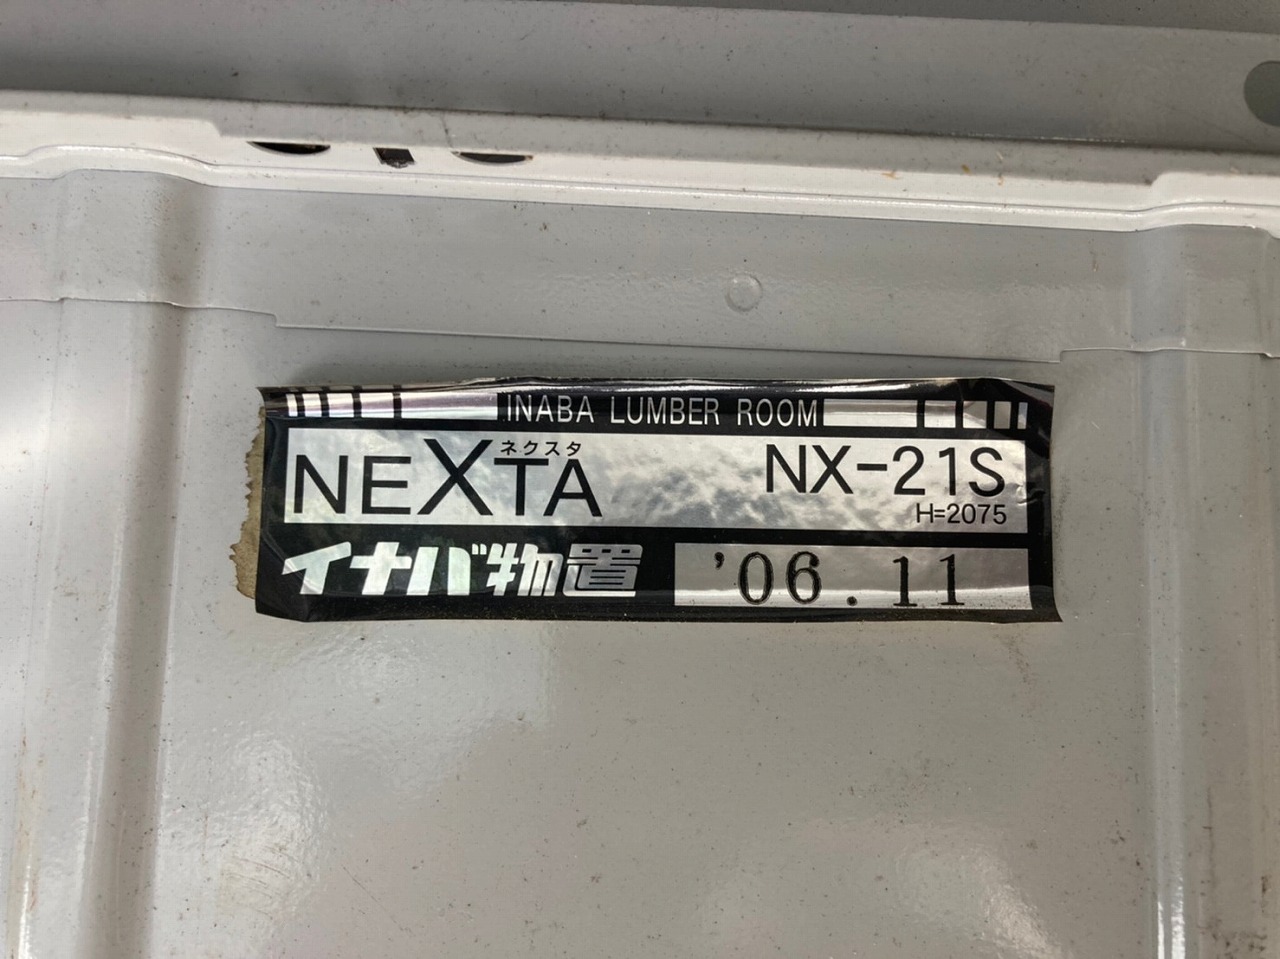 INABA LUMBER ROOM
ネクスタ
NEXTA NX-21S
H=2075
イナバ物置 '06.11